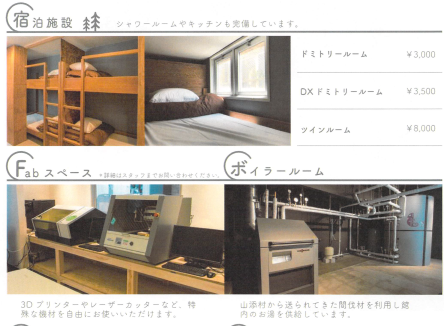 宿泊施設
シャワールームやキッチンも完備しています。
ドミトリールーム ￥3,000
DXドミトリールーム ￥3,500
ツインルーム ￥8,000
Fabスペース ＊詳細はスタッフまでお問い合わせください。
ボイラールーム
3Dプリンターやレーザーカッターなど、特
殊な機材を自由にお使いいただけます。
山添村から送られてきた間伐材を利用し館
内のお湯を供給しています。